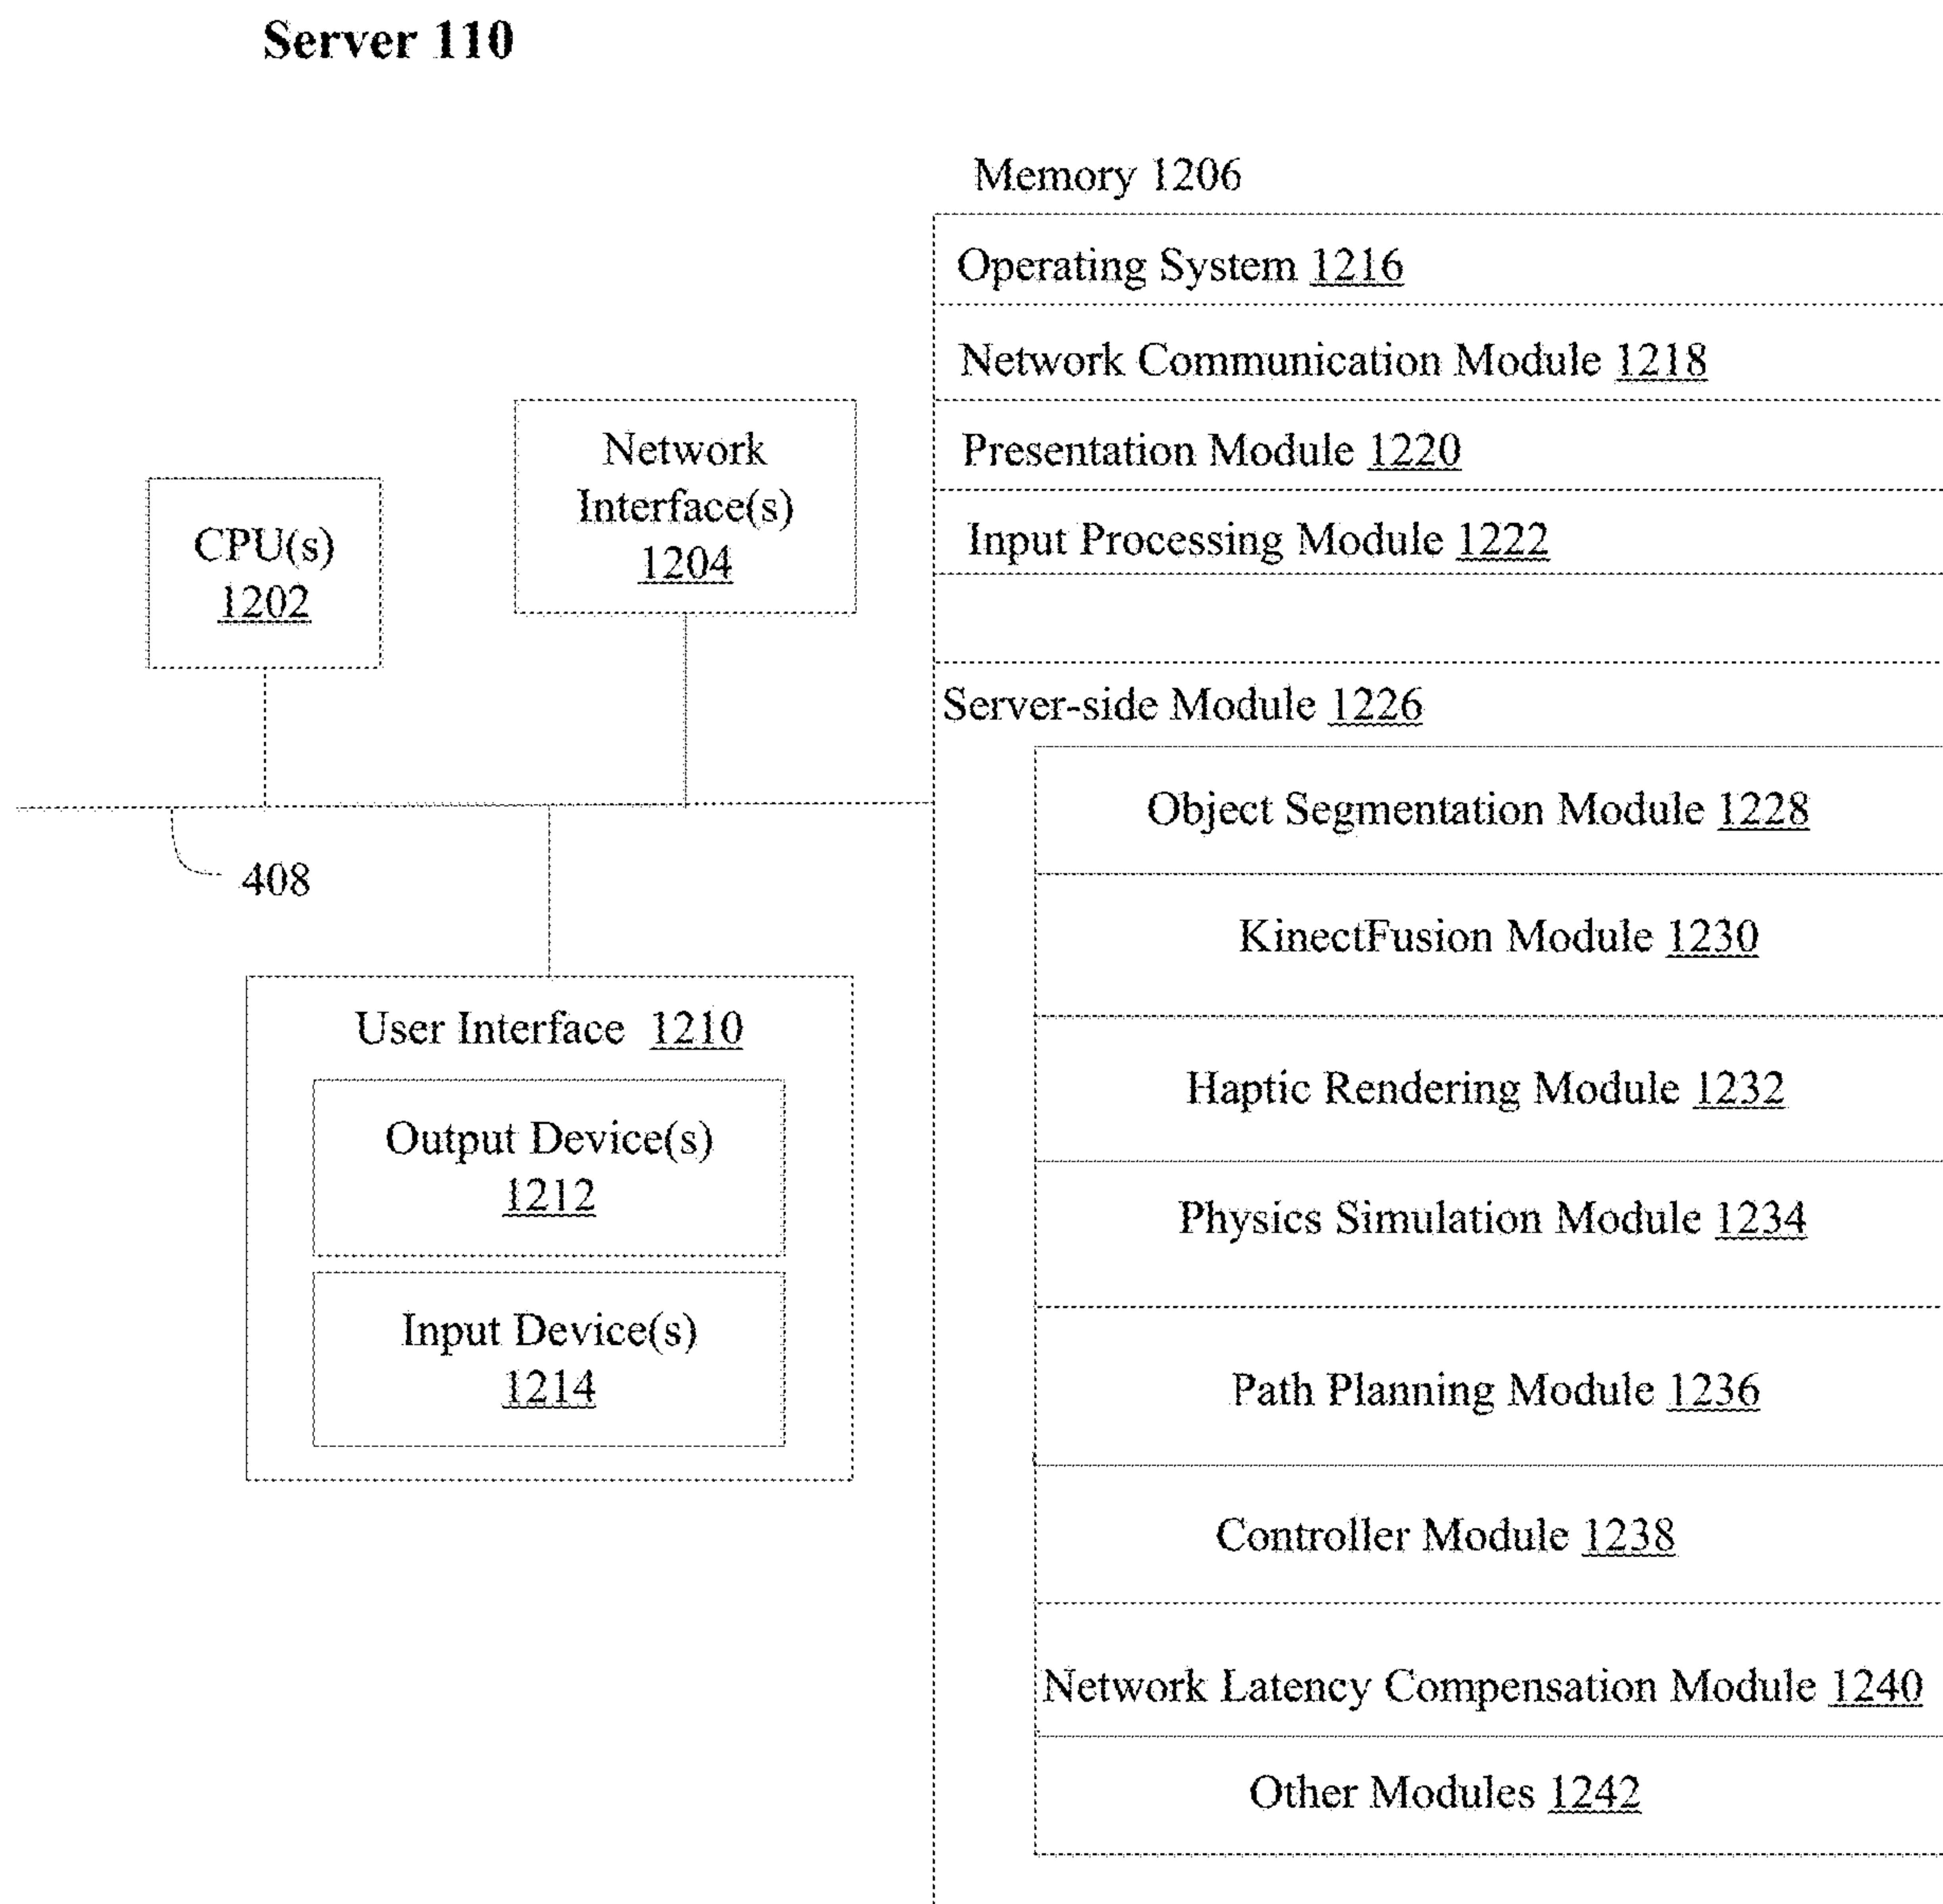 Server 110
Memory 1206
Operating System 1216
Network Communication Module 1218
Presentation Module 1220
Input Processing Module 1222
Network
Interface(s)
1204
CPU(s)
1202
Server-side Module 1226
Object Segmentation Module 1228
408
KinectFusion Module 1230
User Interface 1210
Output Device(s)
1212
Input Device(s)
1214
Haptic Rendering Module 1232
Physics Simulation Module 1234
Path Planning Module 1236
Controller Module 1238
Network Latency Compensation Module 1240
Other Modules 1242